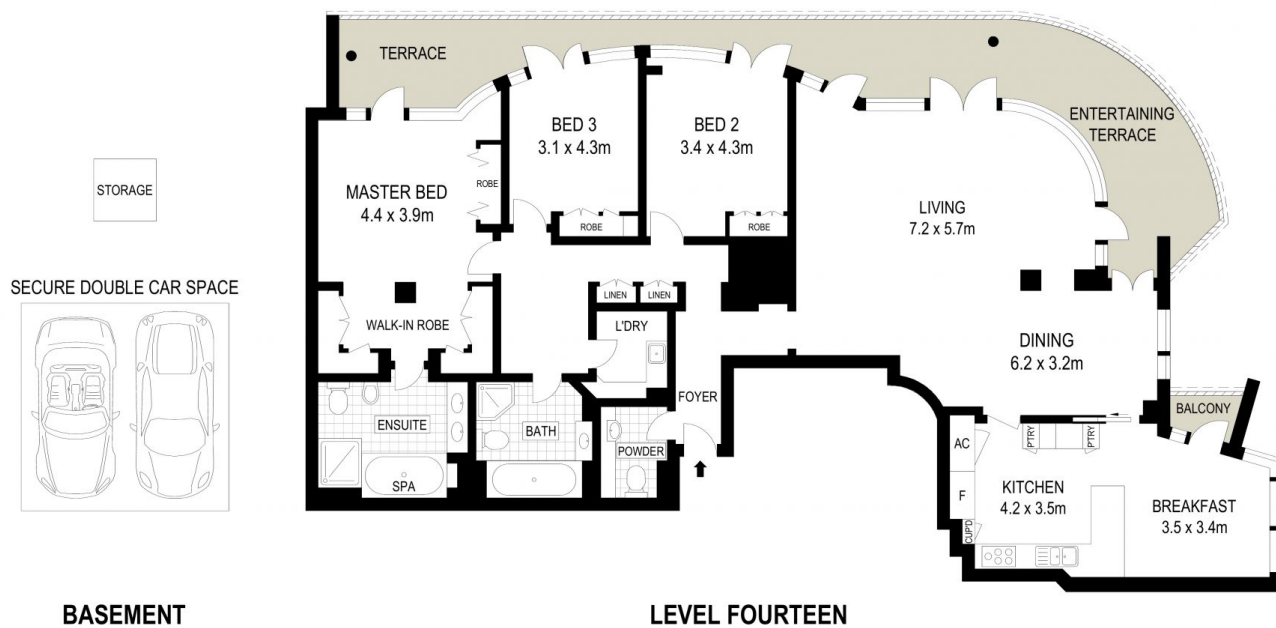 TERRACE
BED 3
3.1 x 4.3m
BED 2
3.4 x 4.3m
ENTERTAINING
TERRACE
STORAGE
MASTER BED
4.4 x 3.9m
ROBE
LIVING
7.2 x 5.7m
ROBE
ROBE
SECURE DOUBLE CAR SPACE
LINEN
LINEN
WALK-IN ROBE
L'DRY
DINING
6.2 x 3.2m
FOYER
BALCONY
ENSUITE
BATH
POWDER
SPA
AC
PTRY
PTRY
F
KITCHEN
4.2 x 3.5m
BREAKFAST
3.5 x 3.4m
CUP'D
BASEMENT
LEVEL FOURTEEN